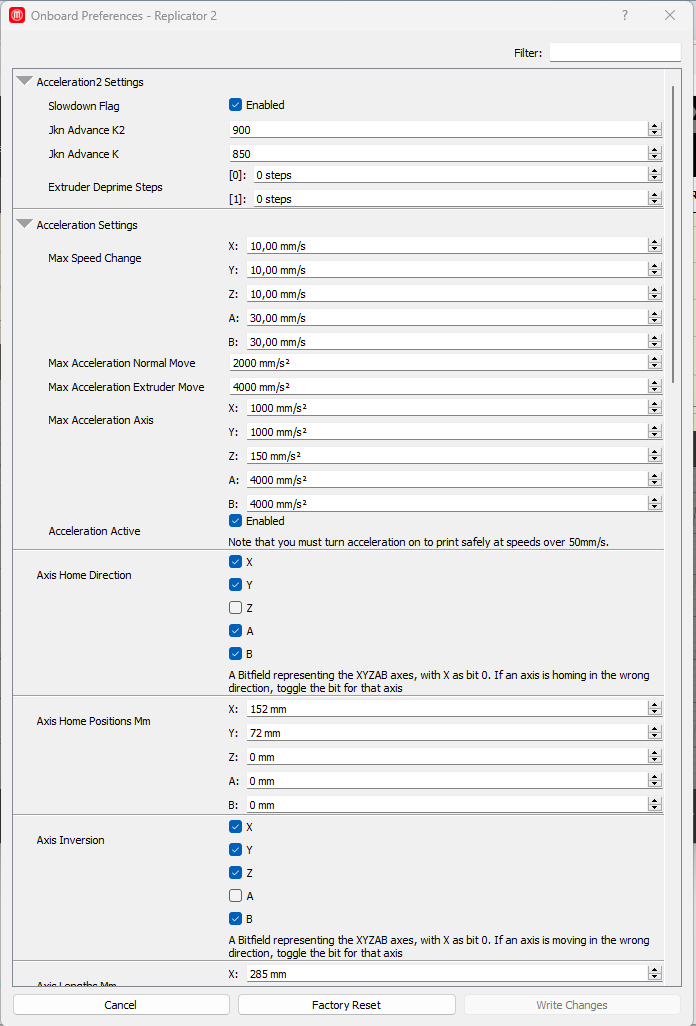 Onboard Preferences - Replicator 2
Filter:
Acceleration2 Settings
Slowdown Flag
Enabled
Jkn Advance K2
900
Jkn Advance K
850
Extruder Deprime Steps
[0]: 0 steps
[1]: 0 steps
Acceleration Settings
Max Speed Change
X: 10,00 mm/s
Y: 10,00 mm/s
Z: 10,00 mm/s
A: 30,00 mm/s
B: 30,00 mm/s
Max Acceleration Normal Move
2000 mm/s²
Max Acceleration Extruder Move
4000 mm/s²
Max Acceleration Axis
X: 1000 mm/s²
Y: 1000 mm/s²
Z: 150 mm/s²
A: 4000 mm/s²
B: 4000 mm/s²
Acceleration Active
Enabled
Note that you must turn acceleration on to print safely at speeds over 50mm/s.
Axis Home Direction
X
Y
Z
A
B
A Bitfield representing the XYZAB axes, with X as bit 0. If an axis is homing in the wrong
direction, toggle the bit for that axis
Axis Home Positions Mm
X: 152 mm
Y: 72 mm
Z: 0 mm
A: 0 mm
B: 0 mm
Axis Inversion
X
Y
Z
A
B
A Bitfield representing the XYZAB axes, with X as bit 0. If an axis is moving in the wrong
direction, toggle the bit for that axis
Axis Lengths Mm
X: 285 mm
Cancel
Factory Reset
Write Changes